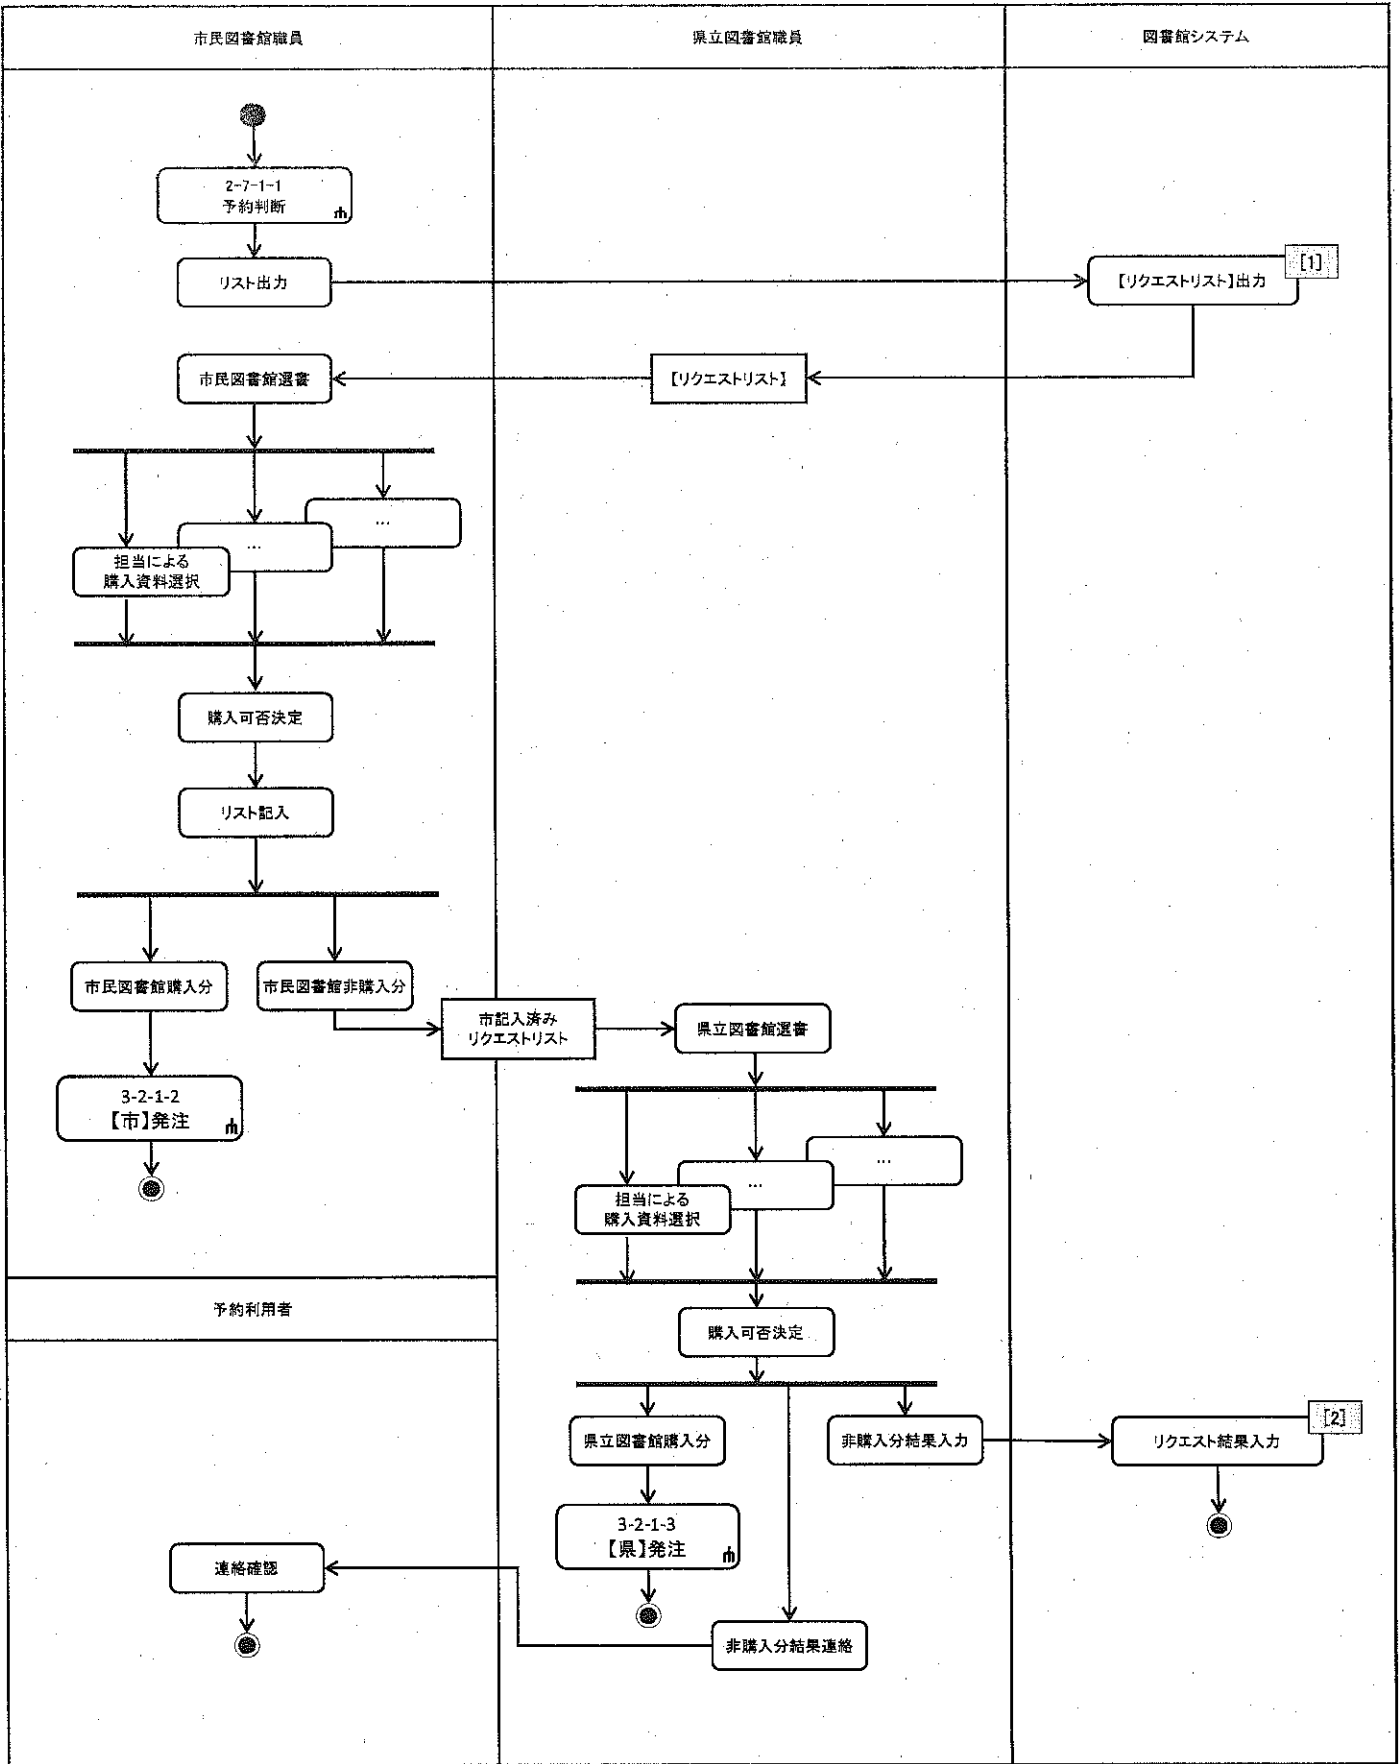 市民図書館職員
県立図書館職員
図書館システム
2-7-1-1
予約判断
リスト出力
【リクエストリスト】出力
[1]
市民図書館選書
【リクエストリスト】
担当による
購入資料選択
…
…
購入可否決定
リスト記入
市民図書館購入分
市民図書館非購入分
市記入済み
リクエストリスト
県立図書館選書
3-2-1-2
【市】発注
担当による
購入資料選択
…
…
予約利用者
購入可否決定
県立図書館購入分
非購入分結果入力
リクエスト結果入力
[2]
3-2-1-3
【県】発注
連絡確認
非購入分結果連絡